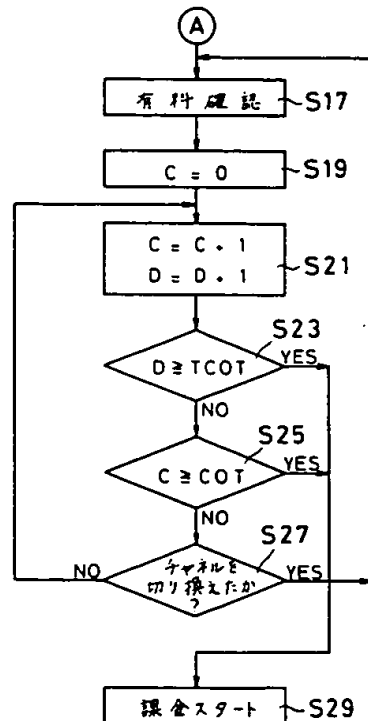 A
有料確認 S17
C = 0 S19
C = C + 1
D = D + 1
S21
S23
D ≧ TCOT YES
NO
S25
C ≧ COT YES
NO
S27
NO チャネルを YES
切り換えたか
?
課金スタート S29